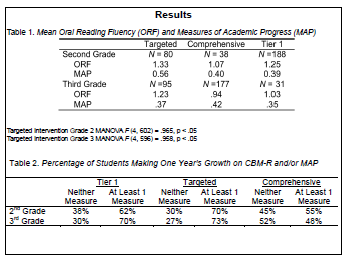 Results
Table 1. Mean Oral Reading Fluency (ORF) and Measures of Academic Progress (MAP)
Targeted Comprehensive Tier 1
Second Grade N = 80 N = 38 N =188
ORF 1.33 1.07 1.25
MAP 0.56 0.40 0.39
Third Grade N =95 N =177 N = 31
ORF 1.23 .94 1.03
MAP .37 .42 .35
Targeted Intervention Grade 2 MANOVA F (4, 602) = .965, p < .05
Targeted Intervention Grade 3 MANOVA F (4, 596) = .958, p < .05
Table 2. Percentage of Students Making One Year's Growth on CBM-R and/or MAP
Tier 1 Targeted Comprehensive
Neither At Least 1 Neither At Least 1 Neither At Least 1
Measure Measure Measure Measure Measure Measure
2nd Grade 38% 62% 30% 70% 45% 55%
3rd Grade 30% 70% 27% 73% 52% 48%